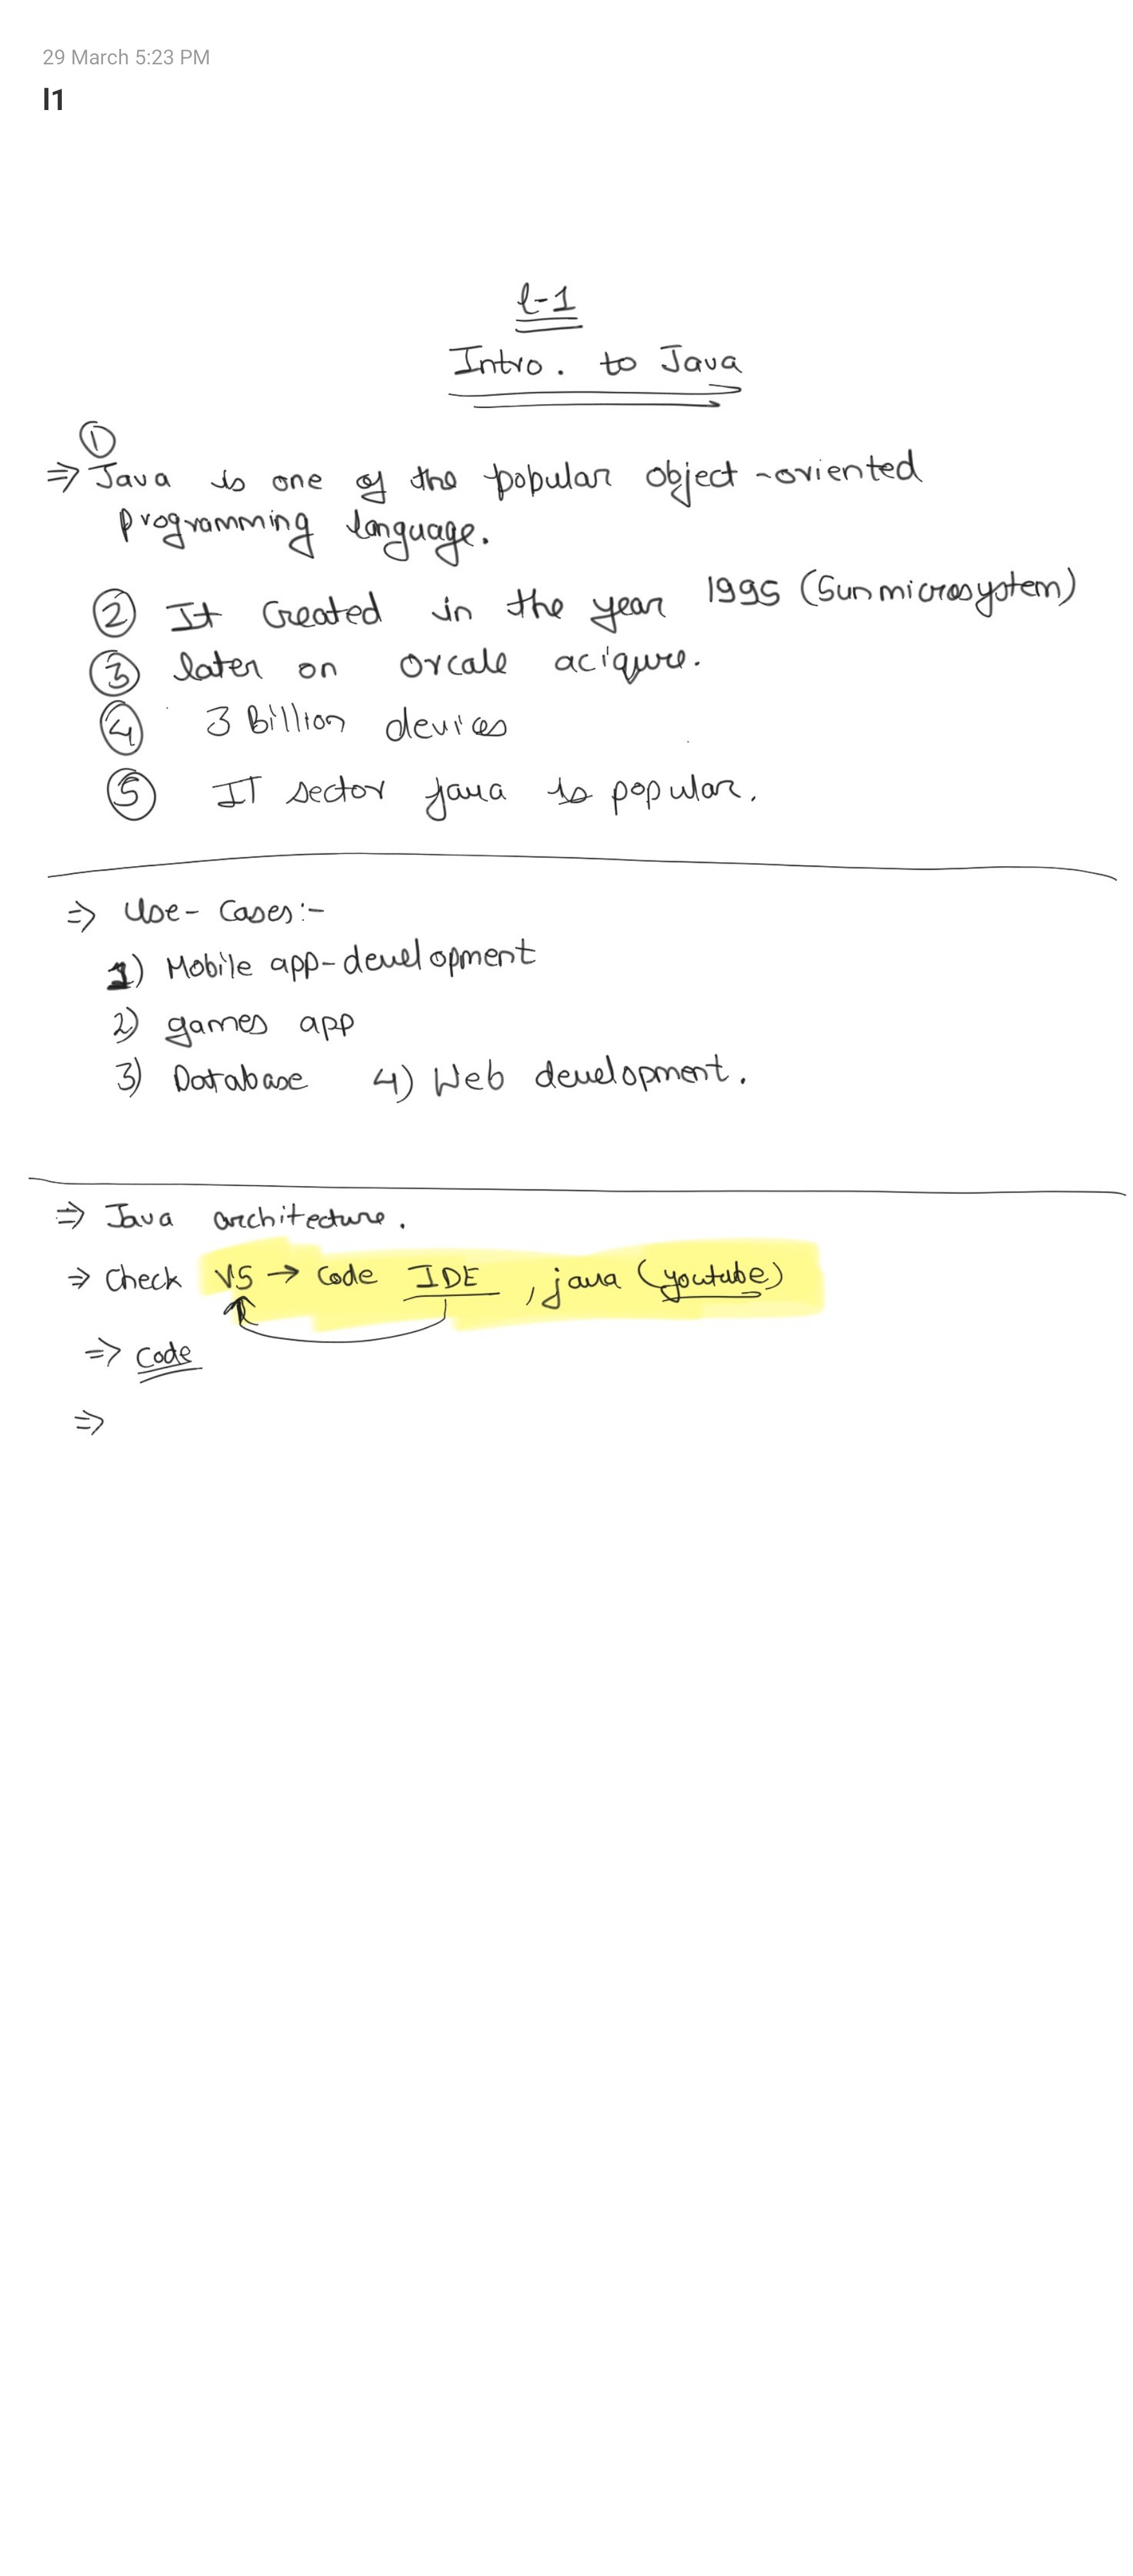 29 March 5:23 PM
l1
l-1
Intro. to Java
①
⇒ Java is one of the popular object-oriented
programming language.
② It Created in the year 1995 (Sunmicrosystem)
③ later on orcale aciqure.
④ 3 Billion devices
⑤ IT sector java is popular.
⇒ Use- Cases:-
1) Mobile app-development
2) games app
3) Database 4) Web development.
⇒ Java architecture.
⇒ Check VS → Code IDE , java (youtube)
⇒ Code
⇒